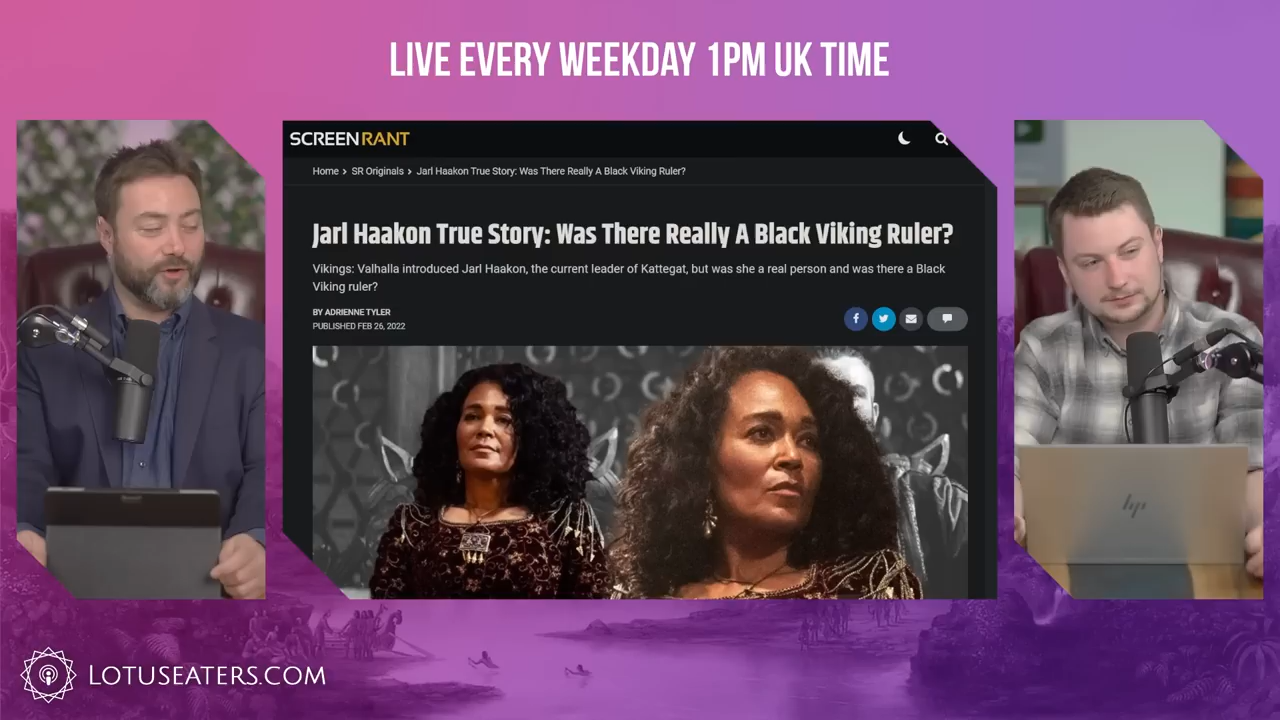 LIVE EVERY WEEKDAY 1PM UK TIME
SCREENRANT
Home > SR Originals > Jarl Haakon True Story: Was There Really A Black Viking Ruler?
Jarl Haakon True Story: Was There Really A Black Viking Ruler?
Vikings: Valhalla introduced Jarl Haakon, the current leader of Kattegat, but was she a real person and was there a Black
Viking ruler?
BY ADRIENNE TYLER
PUBLISHED FEB 26, 2022
hp
LOTUSEATERS.COM